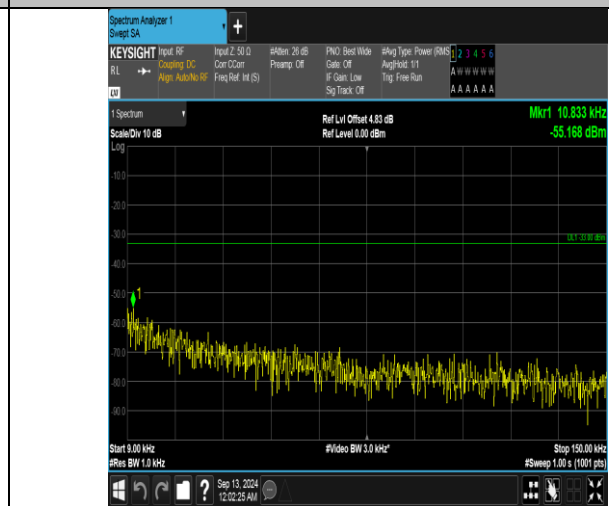 Spectrum Analyzer 1
Swept SA
+
KEYSIGHT
RL
LXI
Input: RF
Coupling: DC
Align: Auto/No RF
Input Z: 50 Ω
Corr CCorr
Freq Ref: Int (S)
#Atten: 26 dB
Preamp: Off
PNO: Best Wide
Gate: Off
IF Gain: Low
Sig Track: Off
#Avg Type: Power (RMS
Avg|Hold: 1/1
Trig: Free Run
1 2 3 4 5 6
A W W W W W
A A A A A A
1 Spectrum
Scale/Div 10 dB
Log
Ref Lvl Offset 4.83 dB
Ref Level 0.00 dBm
Mkr1 10.833 kHz
-55.168 dBm
-10.0
-20.0
-30.0
DL1 -33.00 dBm
-40.0
-50.0
1
-60.0
-70.0
-80.0
-90.0
Start 9.00 kHz
#Res BW 1.0 kHz
#Video BW 3.0 kHz*
Stop 150.00 kHz
#Sweep 1.00 s (1001 pts)
?
Sep 13, 2024
12:02:25 AM